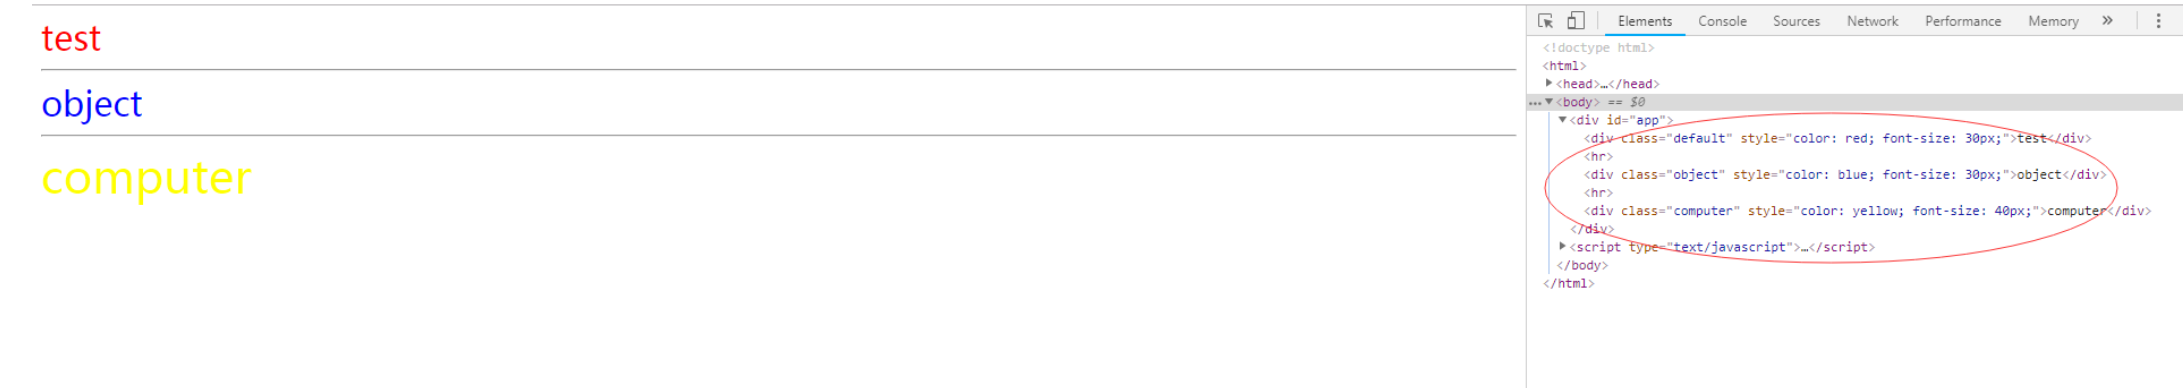 test
object
computer
Elements Console Sources Network Performance Memory »
<!doctype html>
<html>
<head>…</head>
<body> == $0
<div id="app">
<div class="default" style="color: red; font-size: 30px;">test</div>
<hr>
<div class="object" style="color: blue; font-size: 30px;">object</div>
<hr>
<div class="computer" style="color: yellow; font-size: 40px;">computer</div>
</div>
<script type="text/javascript">…</script>
</body>
</html>